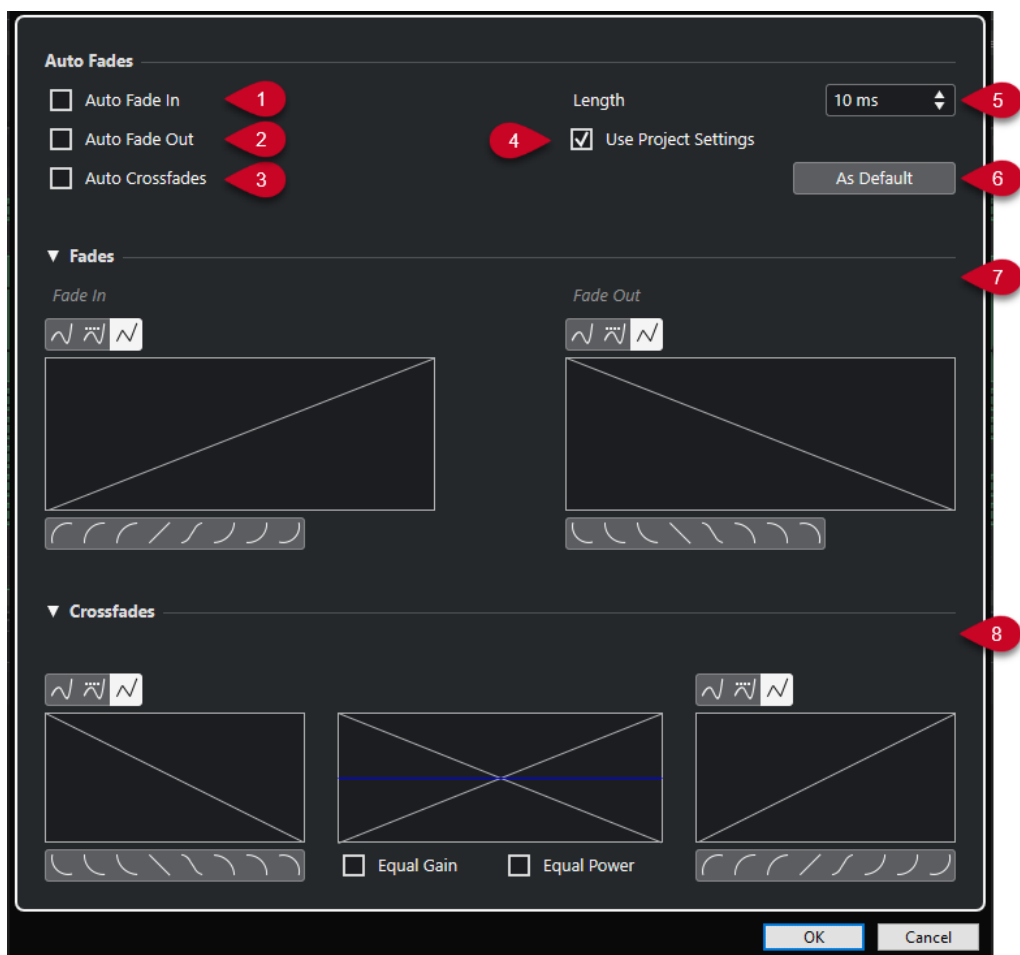 Auto Fades
Auto Fade In 1 Length 10 ms 5
Auto Fade Out 2 4 Use Project Settings
Auto Crossfades 3 As Default 6
Fades
7
Fade In Fade Out
Crossfades
8
Equal Gain Equal Power
OK Cancel